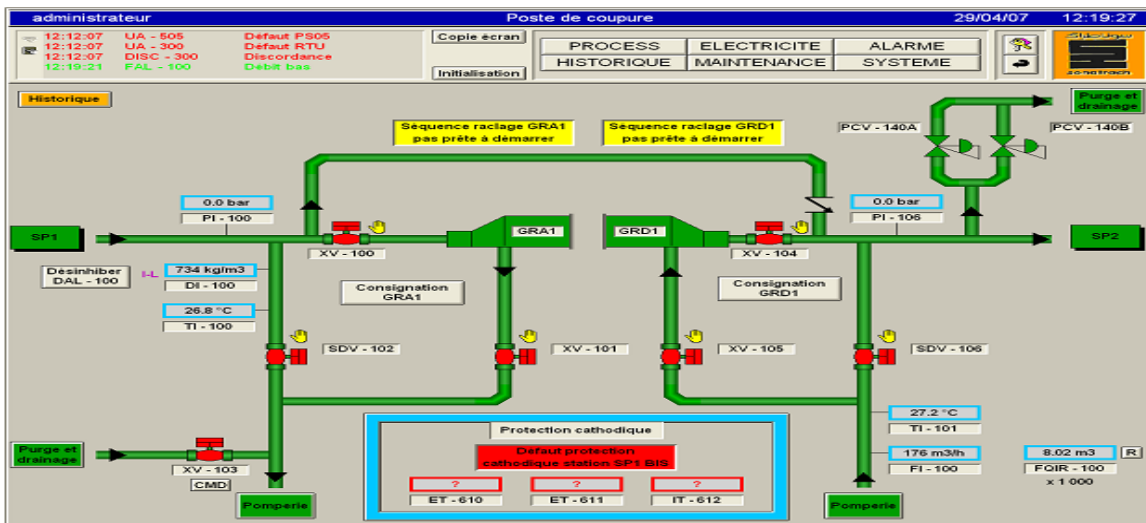 administrateur Poste de coupure 29/04/07 12:19:27
12:12:07 UA - 505 Défaut PS05
12:12:07 UA - 300 Défaut RTU
12:12:07 DISC - 300 Discordance
12:19:21 FAL - 100 Débit bas
Copie écran
Initialisation
PROCESS ELECTRICITE ALARME
HISTORIQUE MAINTENANCE SYSTEME
sonatrach
Historique
Séquence raclage GRA1
pas prête à démarrer
Séquence raclage GRD1
pas prête à démarrer
PCV - 140A
PCV - 140B
Purge et
drainage
0.0 bar
PI - 100
0.0 bar
PI - 106
SP1
GRA1
GRD1
SP2
XV - 100
XV - 104
Désinhiber
DAL - 100
I-L
734 kg/m3
DI - 100
Consignation
GRA1
Consignation
GRD1
26.8 °C
TI - 100
SDV - 102
XV - 101
XV - 105
SDV - 106
Protection cathodique
Défaut protection
cathodique station SP1 BIS
? ? ?
ET - 610 ET - 611 IT - 612
27.2 °C
TI - 101
176 m3/h
FI - 100
8.02 m3 R
FQIR - 100
x 1 000
Purge et
drainage
XV - 103
CMD
Pomperie
Pomperie